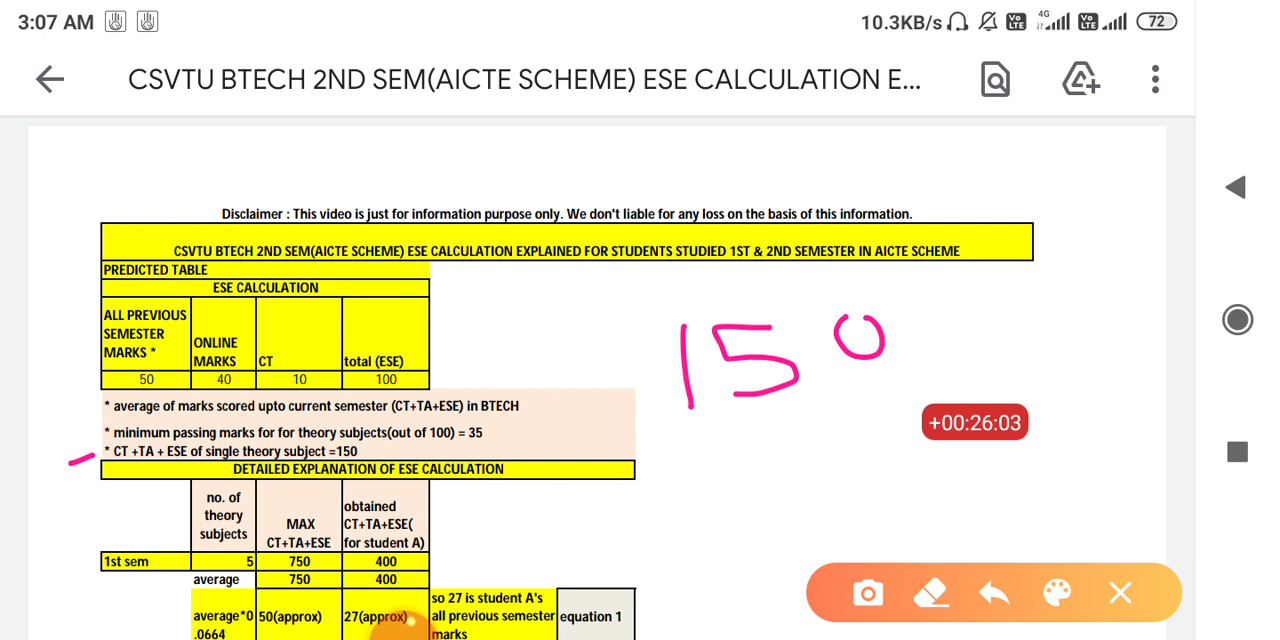 3:07 AM 10.3KB/s Vo LTE 4G Vo LTE 72
CSVTU BTECH 2ND SEM(AICTE SCHEME) ESE CALCULATION E...
Disclaimer : This video is just for information purpose only. We don't liable for any loss on the basis of this information.
CSVTU BTECH 2ND SEM(AICTE SCHEME) ESE CALCULATION EXPLAINED FOR STUDENTS STUDIED 1ST & 2ND SEMESTER IN AICTE SCHEME
PREDICTED TABLE
ESE CALCULATION
ALL PREVIOUS
SEMESTER
MARKS *
ONLINE
MARKS
CT
total (ESE)
50 40 10 100
150
* average of marks scored upto current semester (CT+TA+ESE) in BTECH
+00:26:03
* minimum passing marks for for theory subjects(out of 100) = 35
* CT +TA + ESE of single theory subject =150
DETAILED EXPLANATION OF ESE CALCULATION
no. of
theory
subjects
MAX
CT+TA+ESE
obtained
CT+TA+ESE(
for student A)
1st sem 5 750 400
average 750 400
average*0
.0664
50(approx)
27(approx)
so 27 is student A's
all previous semester
marks
equation 1